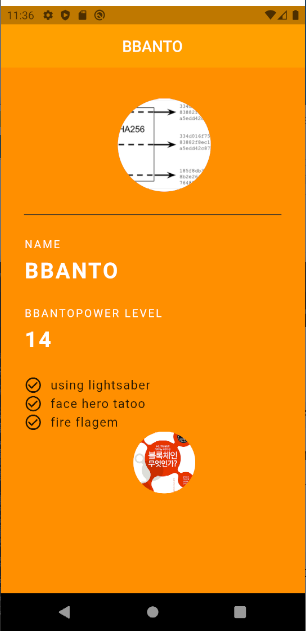 11:36
BBANTO
HA256
NAME
BBANTO
BBANTOPOWER LEVEL
14
using lightsaber
face hero tatoo
fire flagem
블록체인
무엇인가?